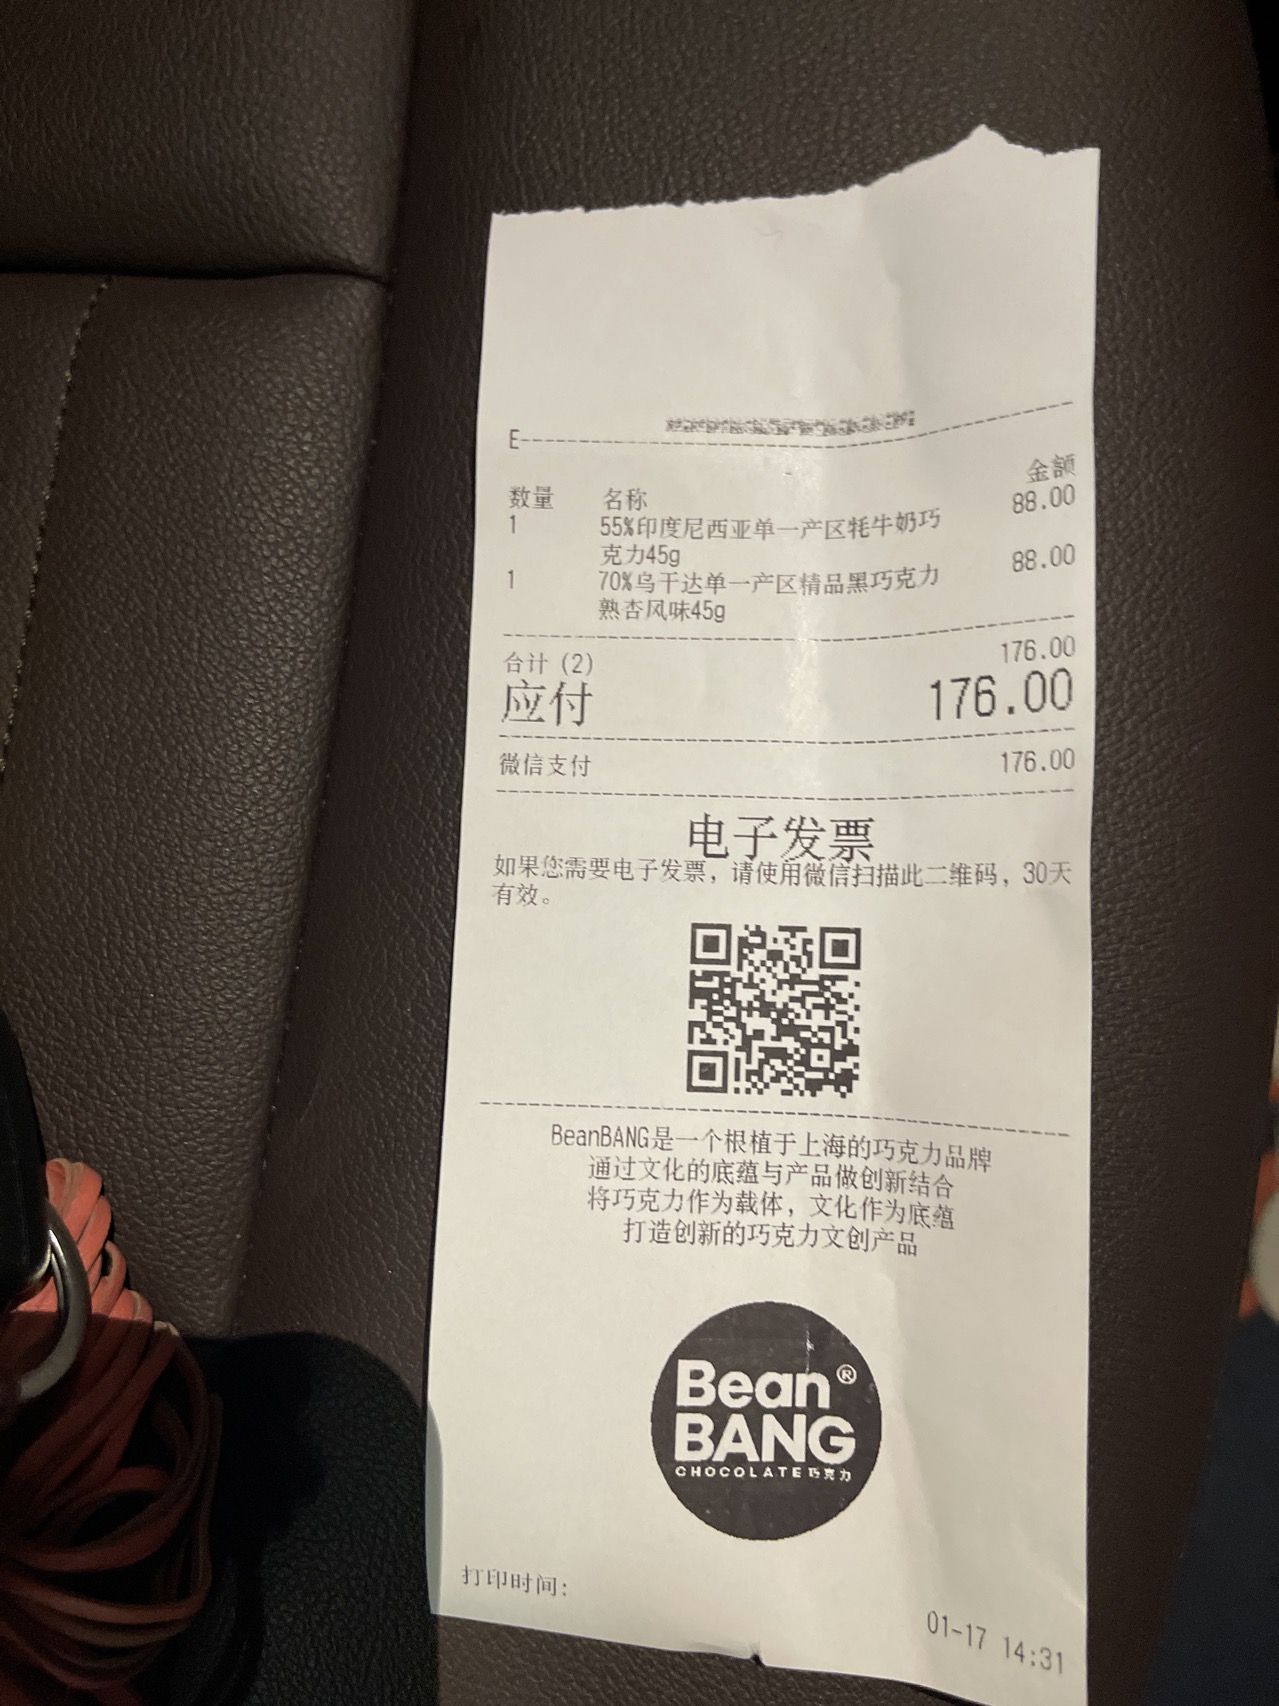 E
数量 名称 金额
1 55%印度尼西亚单一产区牦牛奶巧 88.00
克力45g
1 70%乌干达单一产区精品黑巧克力 88.00
熟杏风味45g
合计 (2) 176.00
应付 176.00
微信支付 176.00
电子发票
如果您需要电子发票，请使用微信扫描此二维码，30天
有效。
BeanBANG是一个根植于上海的巧克力品牌
通过文化的底蕴与产品做创新结合
将巧克力作为载体，文化作为底蕴
打造创新的巧克力文创产品
Bean®
BANG
CHOCOLATE 巧克力
打印时间: 01-17 14:31